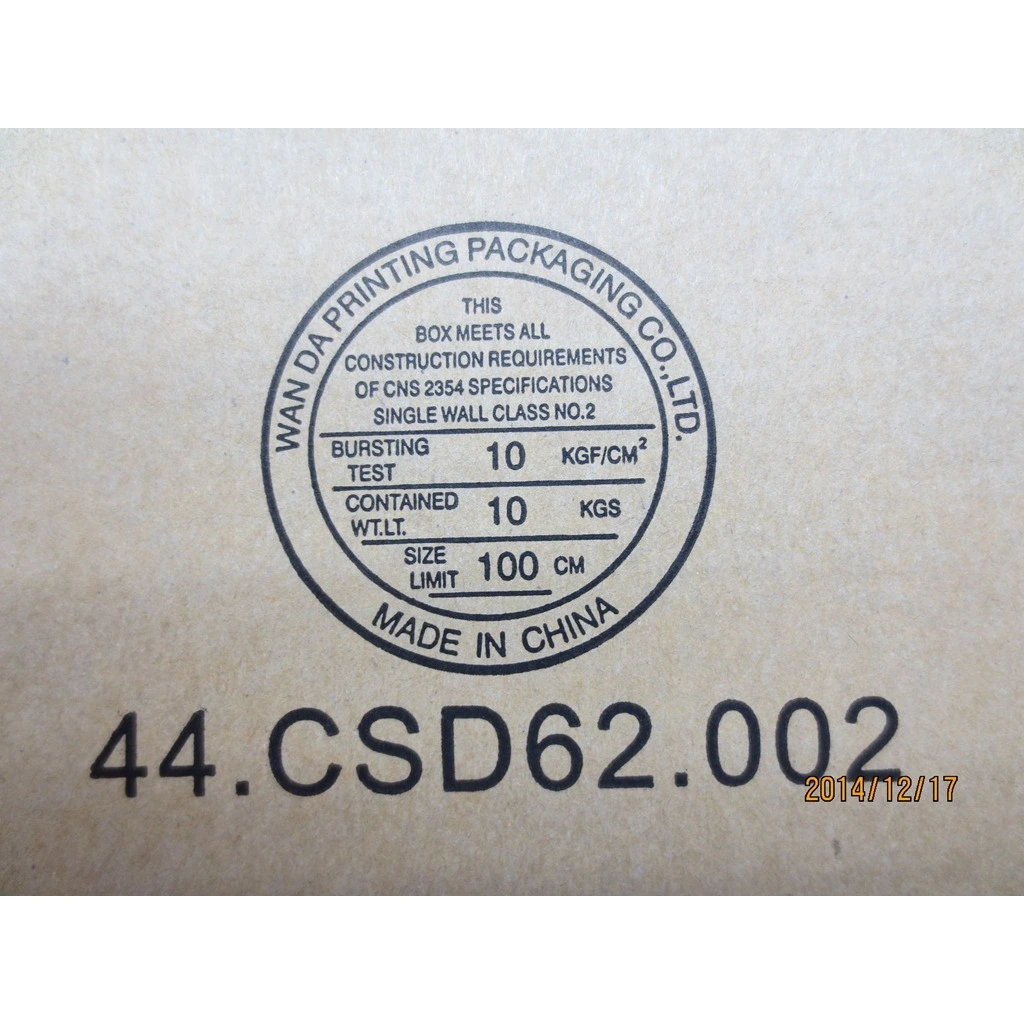 WAN DA PRINTING PACKAGING CO.,LTD.
THIS
BOX MEETS ALL
CONSTRUCTION REQUIREMENTS
OF CNS 2354 SPECIFICATIONS
SINGLE WALL CLASS NO.2
BURSTING TEST 10 KGF/CM²
CONTAINED WT.LT. 10 KGS
SIZE LIMIT 100 CM
MADE IN CHINA
44.CSD62.002
2014/12/17